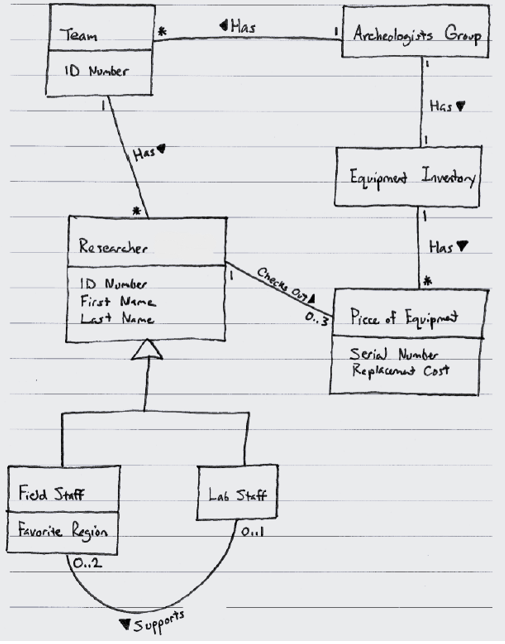 Team
ID Number
*
◀Has
1
Archeologists Group
1
Has▼
1
Equipment Inventory
1
Has▼
*
Piece of Equipment
Serial Number
Replacement Cost
1
Has▼
*
Researcher
ID Number
First Name
Last Name
1
Checks Out▲
0..3
Field Staff
Favorite Region
0..2
Lab Staff
0..1
◀Supports